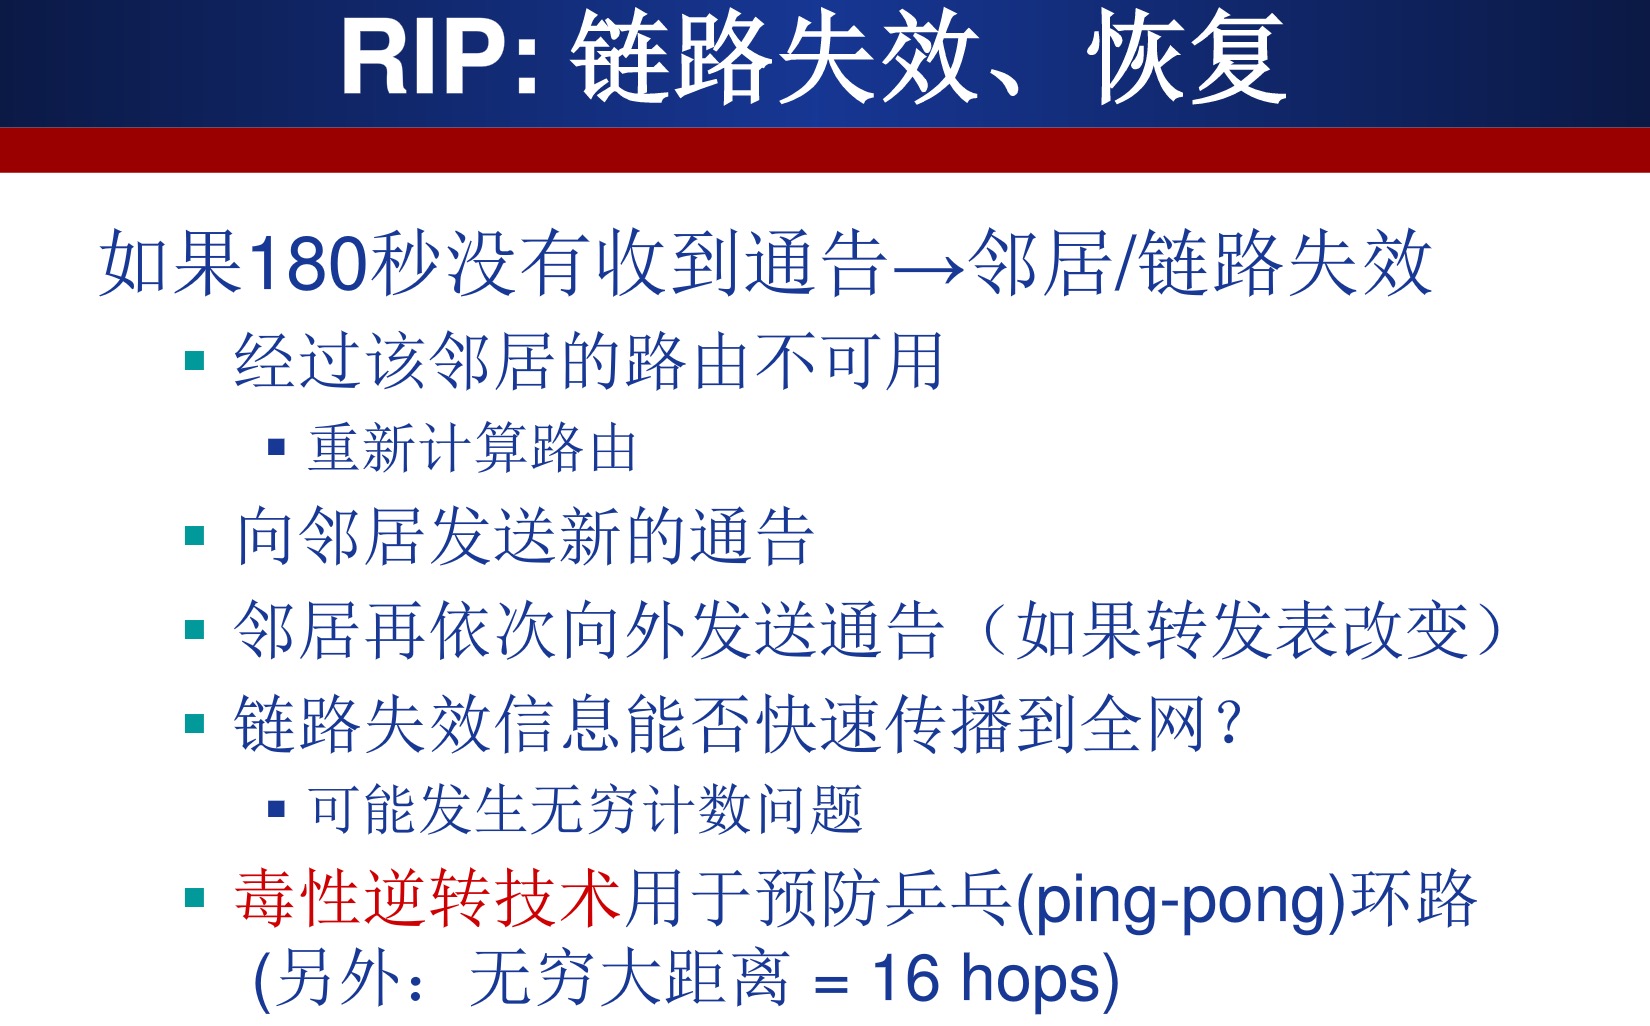 RIP: 链路失效、恢复
如果180秒没有收到通告→邻居/链路失效
经过该邻居的路由不可用
重新计算路由
向邻居发送新的通告
邻居再依次向外发送通告（如果转发表改变）
链路失效信息能否快速传播到全网？
可能发生无穷计数问题
毒性逆转技术用于预防乒乓(ping-pong)环路
(另外：无穷大距离 = 16 hops)